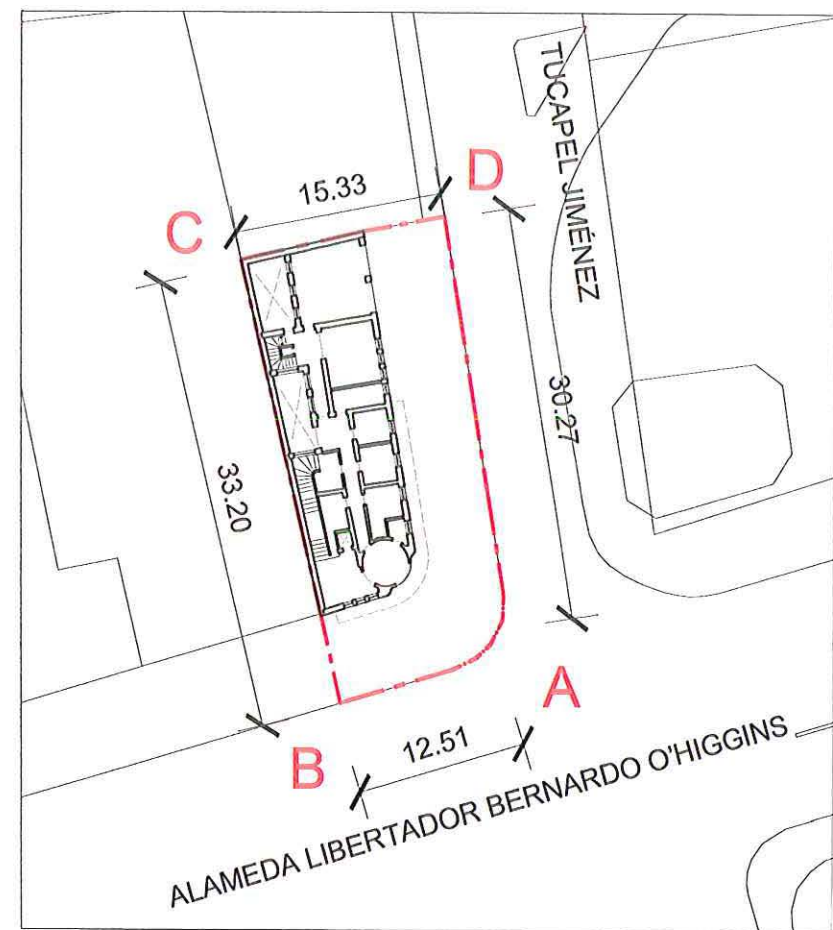 TUCAPEL JIMÉNEZ
D
15.33
C
30.27
33.20
A
12.51
B
ALAMEDA LIBERTADOR BERNARDO O'HIGGINS